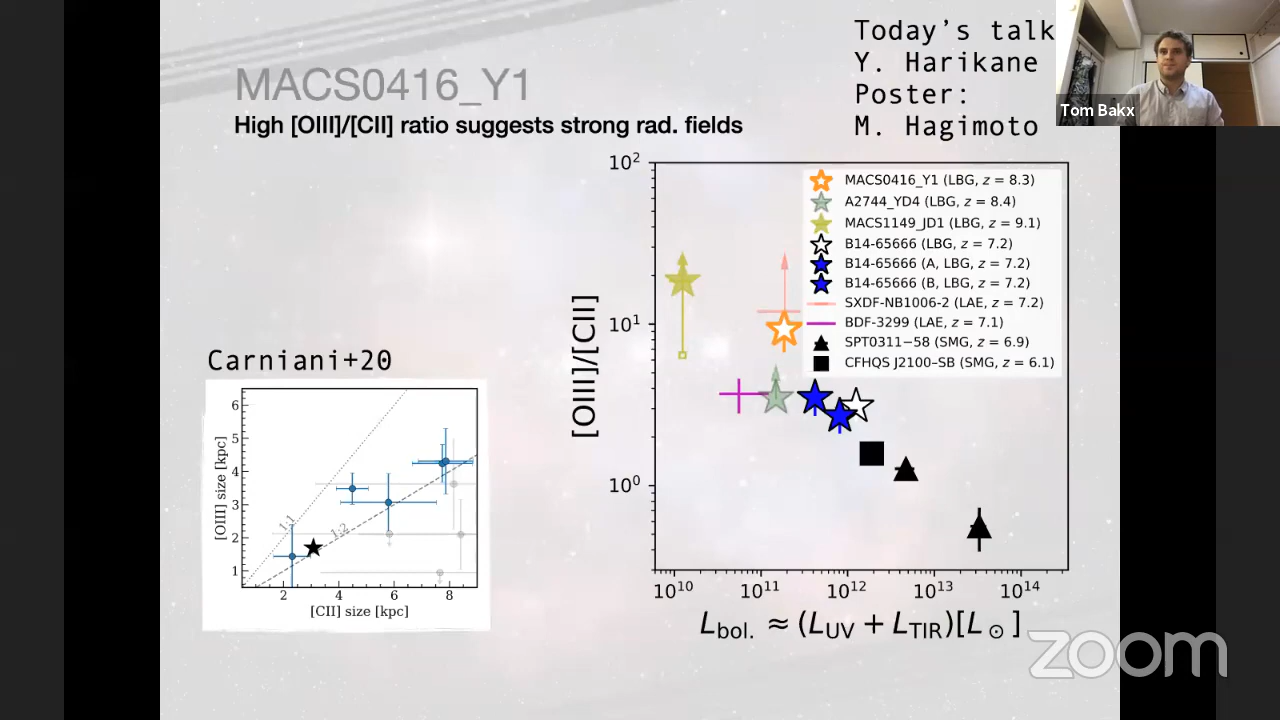 MACS0416_Y1
High [OIII]/[CII] ratio suggests strong rad. fields
Today's talk
Y. Harikane
Poster:
M. Hagimoto
Tom Bakx
Carniani+20
6
5
4
3
2
1
[OIII] size [kpc]
1:1
1:2
2 4 6 8
[CII] size [kpc]
10²
10¹
10⁰
[OIII]/[CII]
MACS0416_Y1 (LBG, z = 8.3)
A2744_YD4 (LBG, z = 8.4)
MACS1149_JD1 (LBG, z = 9.1)
B14-65666 (LBG, z = 7.2)
B14-65666 (A, LBG, z = 7.2)
B14-65666 (B, LBG, z = 7.2)
SXDF-NB1006-2 (LAE, z = 7.2)
BDF-3299 (LAE, z = 7.1)
SPT0311−58 (SMG, z = 6.9)
CFHQS J2100–SB (SMG, z = 6.1)
10¹⁰ 10¹¹ 10¹² 10¹³ 10¹⁴
L_bol. ≈ (L_UV + L_TIR)[L_⊙]
zoom